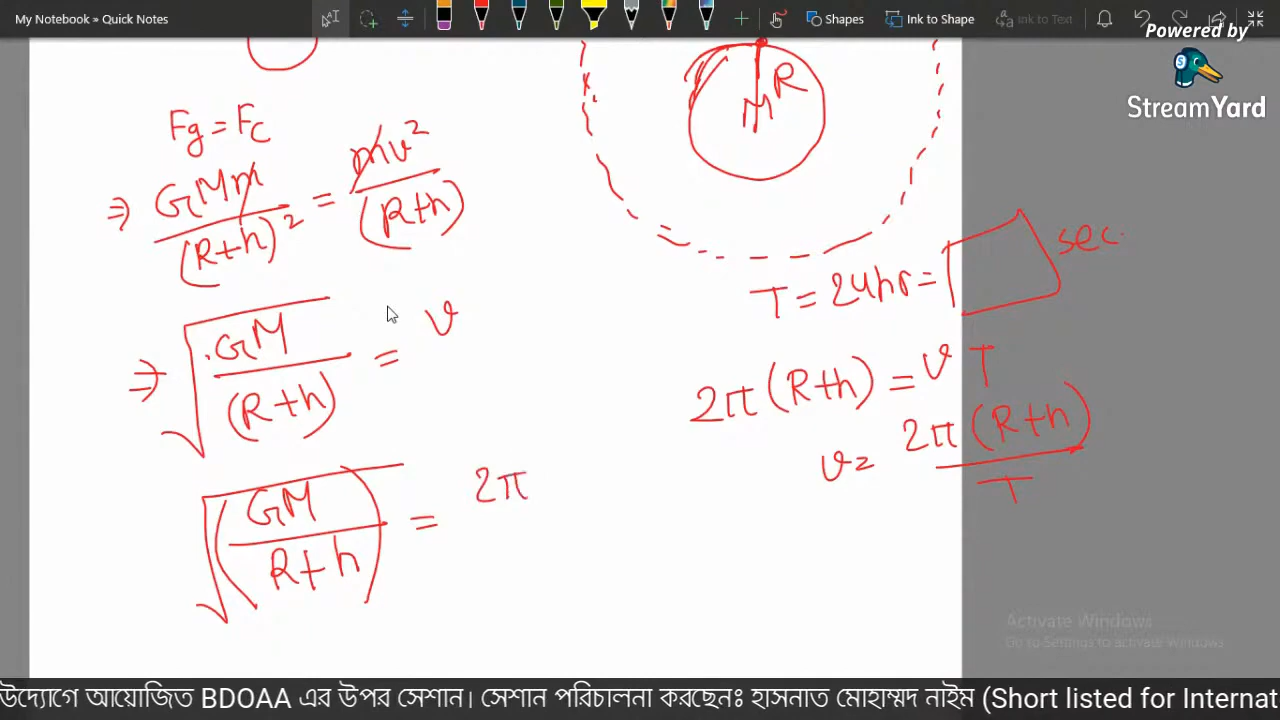 My Notebook » Quick Notes
Shapes
Ink to Shape
Ink to Text
Powered by
StreamYard
R
M
Fg = Fc
⇒ GMm/(R+h)² = mv²/(R+h)
T = 24hr = sec.
⇒ √(GM/(R+h)) = v
2π(R+h) = v T
v = 2π(R+h)/T
√(GM/(R+h)) = 2π
Activate Windows
Go to Settings to activate Windows
উদ্যোগে আয়োজিত BDOAA এর উপর সেশান। সেশান পরিচালনা করছেনঃ হাসনাত মোহাম্মদ নাইম (Short listed for Internat